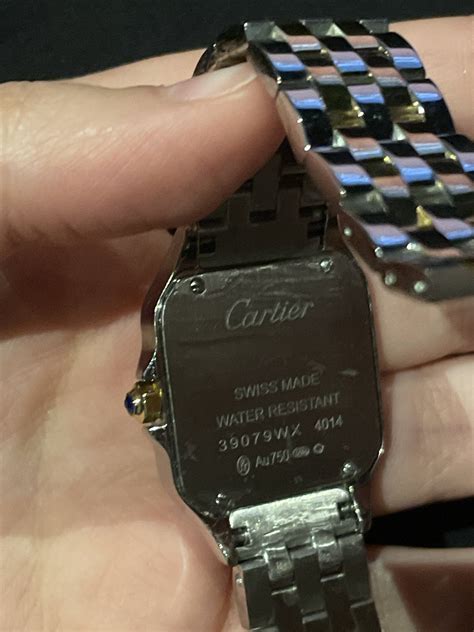 Cartier
SWISS MADE
WATER RESISTANT
39079WX 4014
Au750